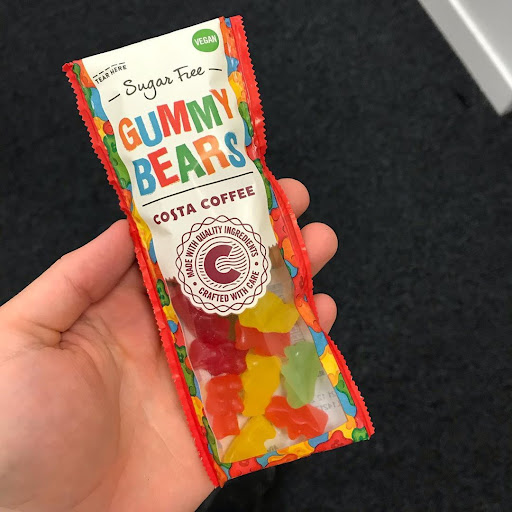 TEAR HERE
VEGAN
Sugar Free
GUMMY
BEARS
COSTA COFFEE
MADE WITH QUALITY INGREDIENTS
CRAFTED WITH CARE